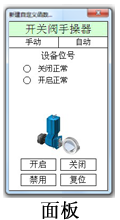 新建自定义函数...
开关阀手操器
手动 自动
设备位号
关闭正常
开启正常
开启 关闭
禁用 复位
面板